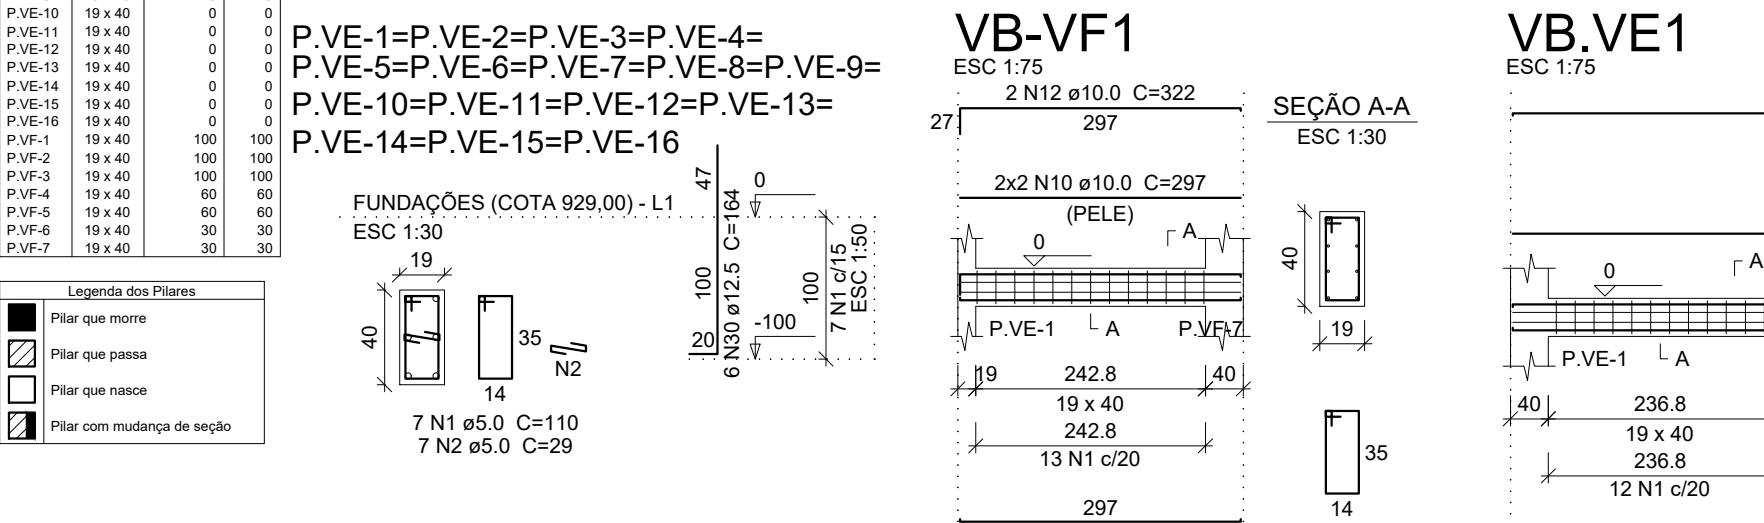 P.VE-10 19 x 40 0 0
P.VE-11 19 x 40 0 0
P.VE-12 19 x 40 0 0
P.VE-13 19 x 40 0 0
P.VE-14 19 x 40 0 0
P.VE-15 19 x 40 0 0
P.VE-16 19 x 40 0 0
P.VF-1 19 x 40 100 100
P.VF-2 19 x 40 100 100
P.VF-3 19 x 40 100 100
P.VF-4 19 x 40 60 60
P.VF-5 19 x 40 60 60
P.VF-6 19 x 40 30 30
P.VF-7 19 x 40 30 30
Legenda dos Pilares
Pilar que morre
Pilar que passa
Pilar que nasce
Pilar com mudança de seção
P.VE-1=P.VE-2=P.VE-3=P.VE-4=
P.VE-5=P.VE-6=P.VE-7=P.VE-8=P.VE-9=
P.VE-10=P.VE-11=P.VE-12=P.VE-13=
P.VE-14=P.VE-15=P.VE-16
FUNDAÇÕES (COTA 929,00) - L1
ESC 1:30
19
40
35
14
N2
7 N1 ø5.0 C=110
7 N2 ø5.0 C=29
47
100
20
6 N30 ø12.5 C=164
0
-100
100
7 N1 c/15
ESC 1:50
VB-VF1
ESC 1:75
2 N12 ø10.0 C=322
27
297
2x2 N10 ø10.0 C=297
(PELE)
A
0
P.VE-1
A
P.VF-7
19
242.8
40
19 x 40
242.8
13 N1 c/20
297
SEÇÃO A-A
ESC 1:30
40
19
35
14
VB.VE1
ESC 1:75
A
0
P.VE-1
A
40
236.8
19 x 40
236.8
12 N1 c/20